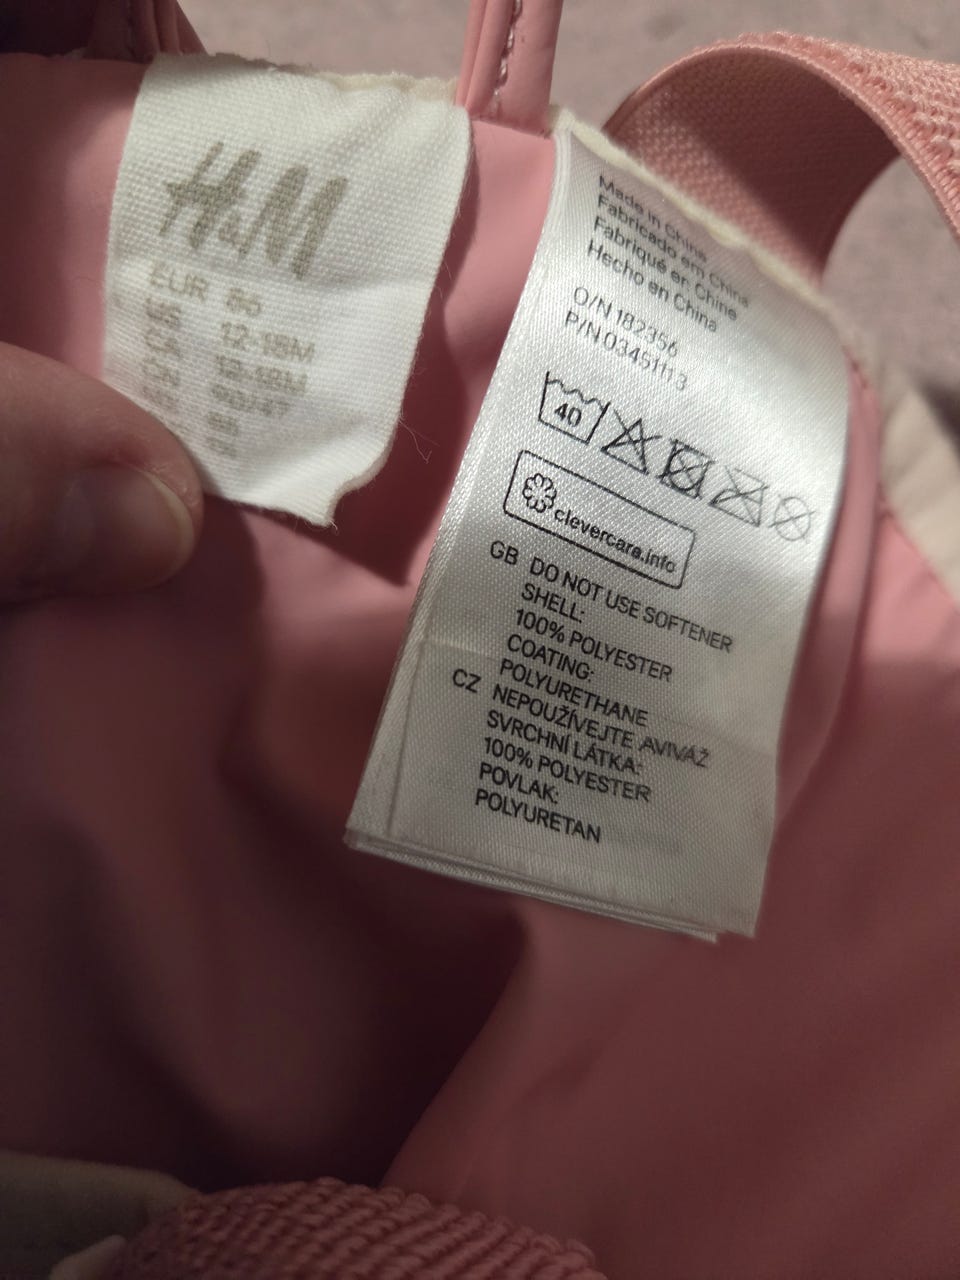 H&M
EUR 86
US 12-18M
12-18M
Made in China
Fabricado em China
Fabriqué en Chine
Hecho en China
O/N 182356
P/N 0345113
40
clevercare.info
GB DO NOT USE SOFTENER
SHELL:
100% POLYESTER
COATING:
POLYURETHANE
CZ NEPOUŽÍVEJTE AVIVÁŽ
SVRCHNÍ LÁTKA:
100% POLYESTER
POVLAK:
POLYURETAN